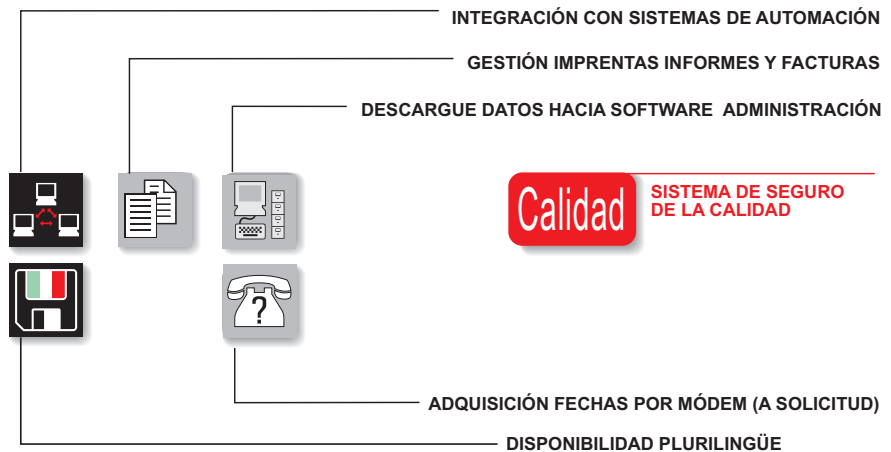 INTEGRACIÓN CON SISTEMAS DE AUTOMACIÓN
GESTIÓN IMPRENTAS INFORMES Y FACTURAS
DESCARGUE DATOS HACIA SOFTWARE ADMINISTRACIÓN
Calidad
SISTEMA DE SEGURO
DE LA CALIDAD
?
ADQUISICIÓN FECHAS POR MÓDEM (A SOLICITUD)
DISPONIBILIDAD PLURILINGÜE